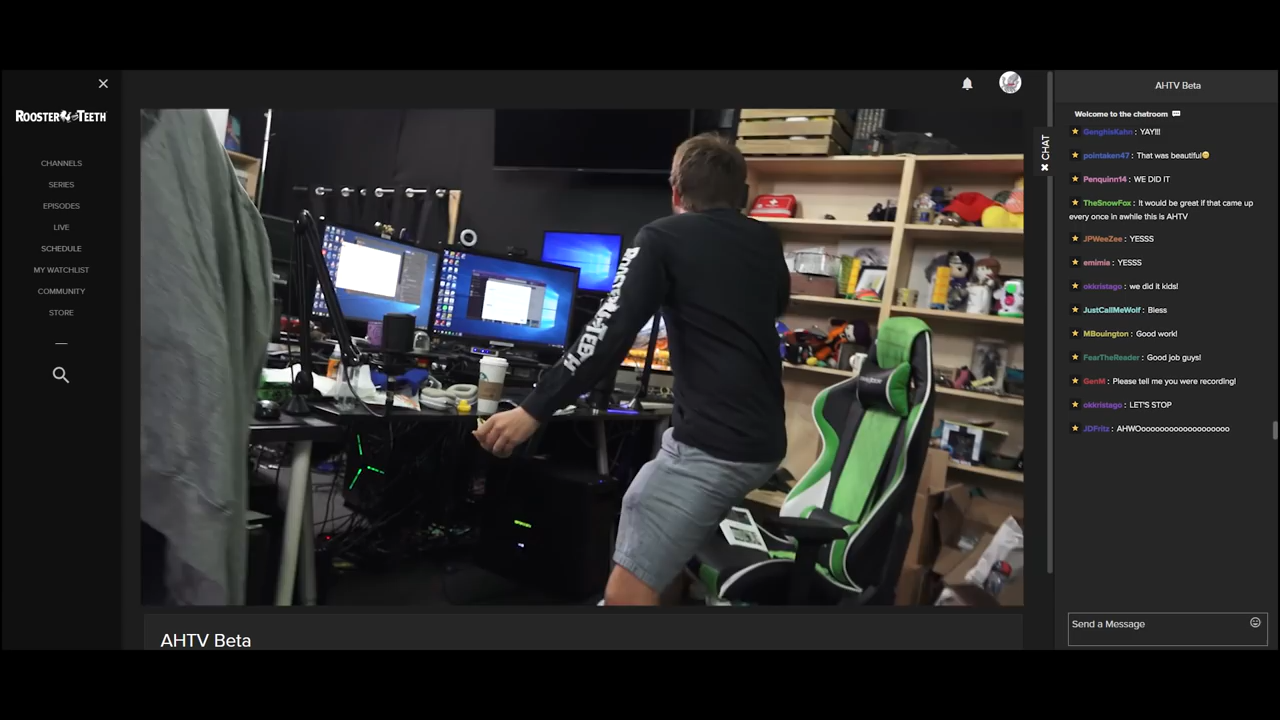 ROOSTER TEETH
CHANNELS
SERIES
EPISODES
LIVE
SCHEDULE
MY WATCHLIST
COMMUNITY
STORE
ROOSTER TEETH
AHTV Beta
CHAT
AHTV Beta
Welcome to the chatroom
GenghisKahn : YAY!!!
pointaken47 : That was beautiful
Penquinn14 : WE DID IT
TheSnowFox : It would be great if that came up
every once in awhile this is AHTV
JPWeeZee : YESSS
emimia : YESSS
okkristago : we did it kids!
JustCallMeWolf : Bless
MBouington : Good work!
FearTheReader : Good job guys!
GenM : Please tell me you were recording!
okkristago : LET'S STOP
JDFritz : AHWOooooooooooooooooooo
Send a Message